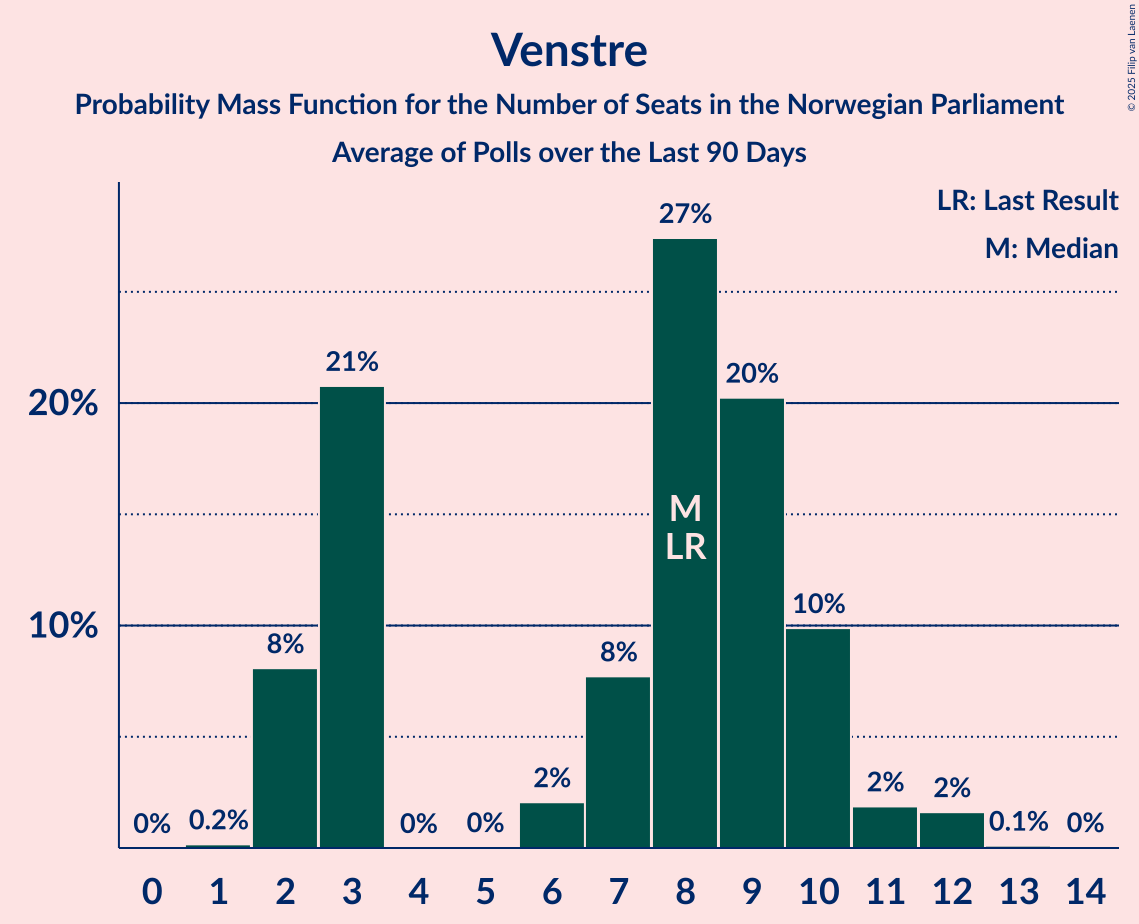 Venstre
Probability Mass Function for the Number of Seats in the Norwegian Parliament
Average of Polls over the Last 90 Days
© 2025 Filip van Laenen
LR: Last Result
M: Median
20%
10%
0%
0.2%
8%
21%
0%
0%
2%
8%
27%
20%
10%
2%
2%
0.1%
0%
M
LR
0 1 2 3 4 5 6 7 8 9 10 11 12 13 14